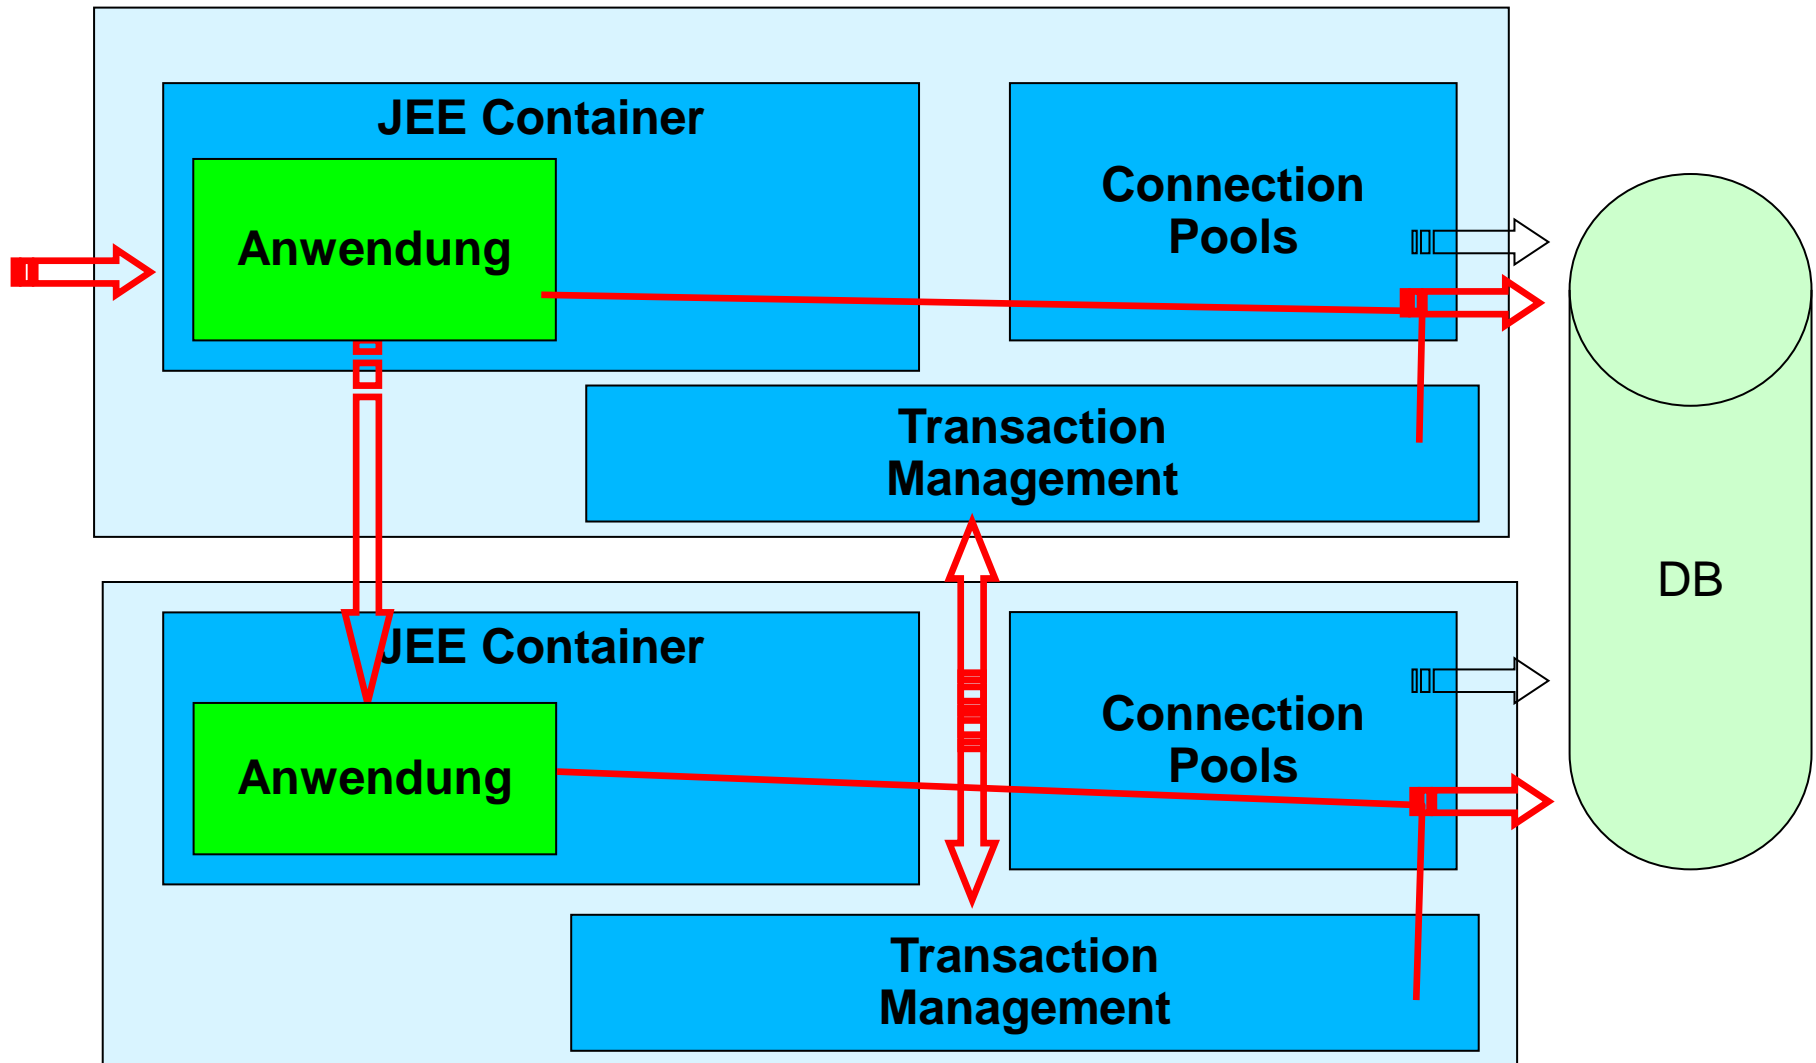 JEE Container
Anwendung
Connection
Pools
Transaction
Management
DB
JEE Container
Anwendung
Connection
Pools
Transaction
Management